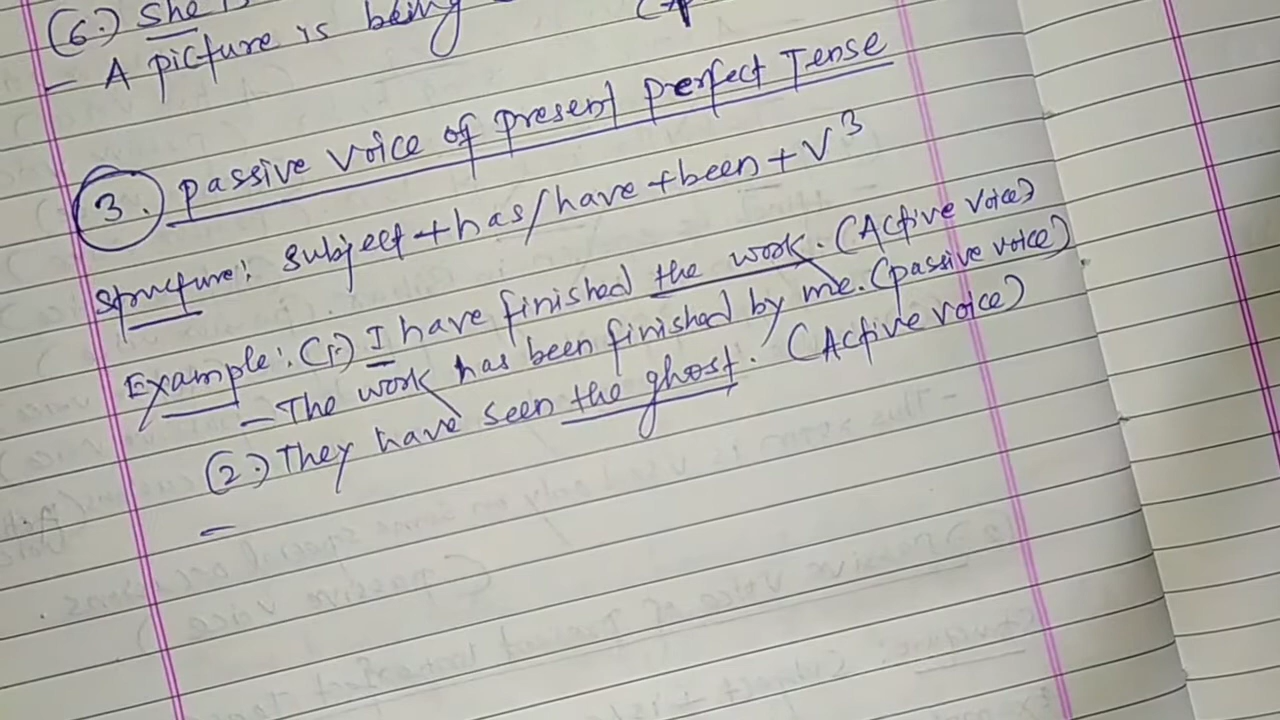 (6.) She
- A picture is being
3. passive voice of present perfect Tense
Structure: Subject + has/have + been + V³
Example: (1.) I have finished the work. (Active voice)
- The work has been finished by me. (passive voice)
(2.) They have seen the ghost. (Active voice)
-